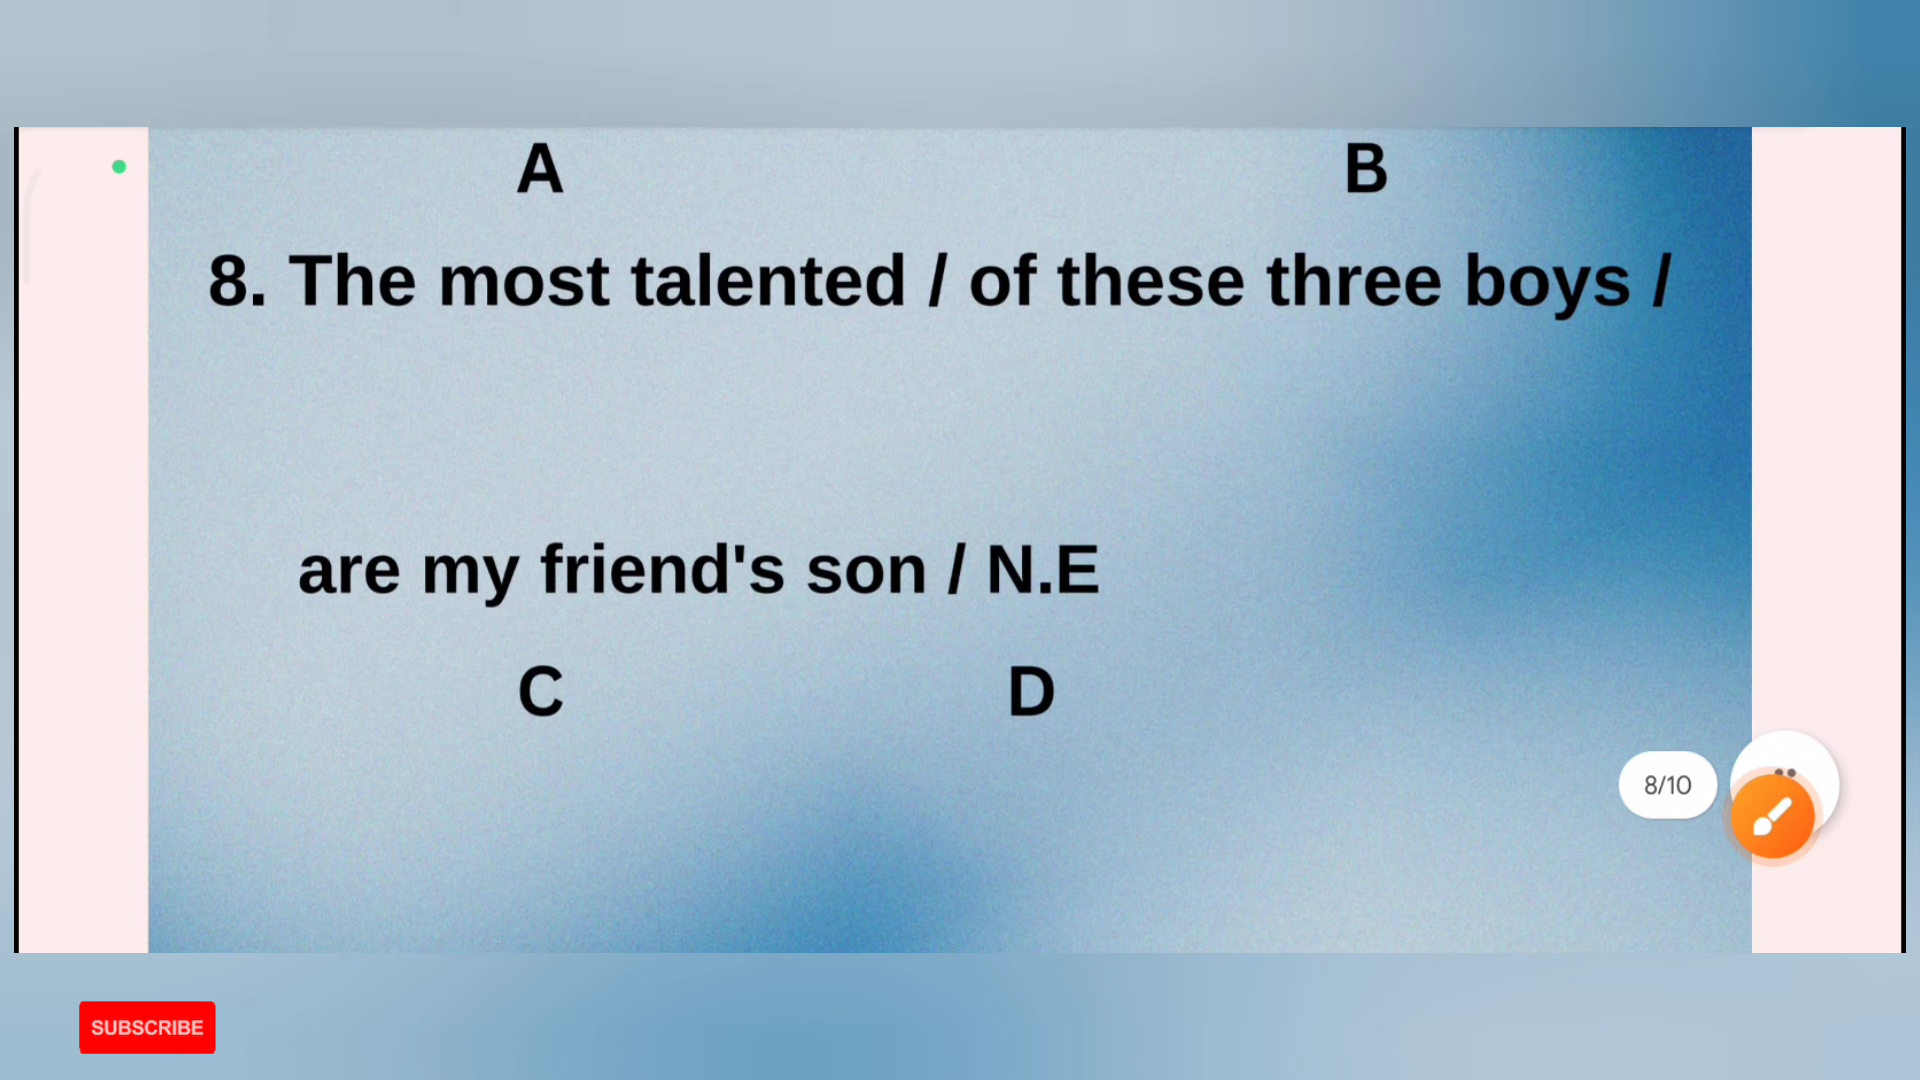 A B
8. The most talented / of these three boys /
are my friend's son / N.E
C D
8/10
SUBSCRIBE